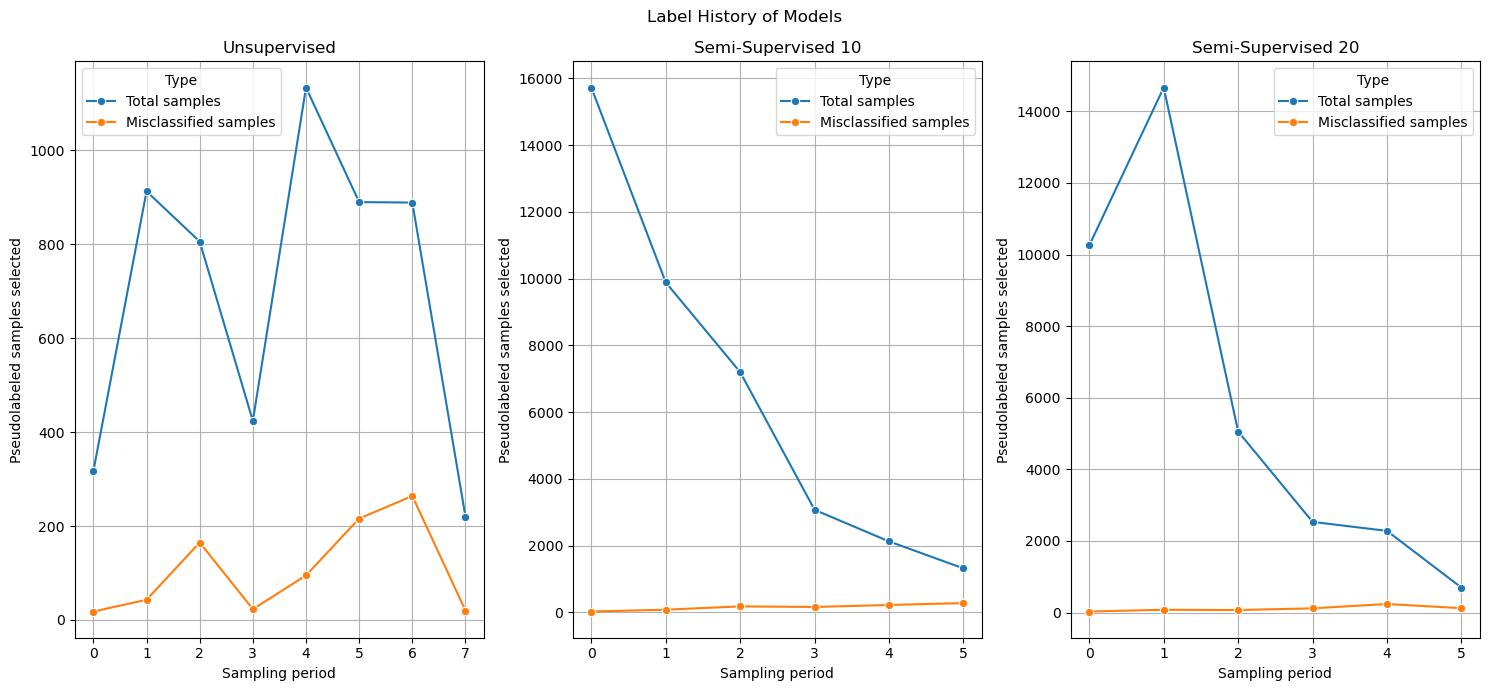 Label History of Models
Unsupervised
Type
Total samples
Misclassified samples
Pseudolabeled samples selected
1000
800
600
400
200
0
0 1 2 3 4 5 6 7
Sampling period
Semi-Supervised 10
Type
Total samples
Misclassified samples
Pseudolabeled samples selected
16000
14000
12000
10000
8000
6000
4000
2000
0
0 1 2 3 4 5
Sampling period
Semi-Supervised 20
Type
Total samples
Misclassified samples
Pseudolabeled samples selected
14000
12000
10000
8000
6000
4000
2000
0
0 1 2 3 4 5
Sampling period